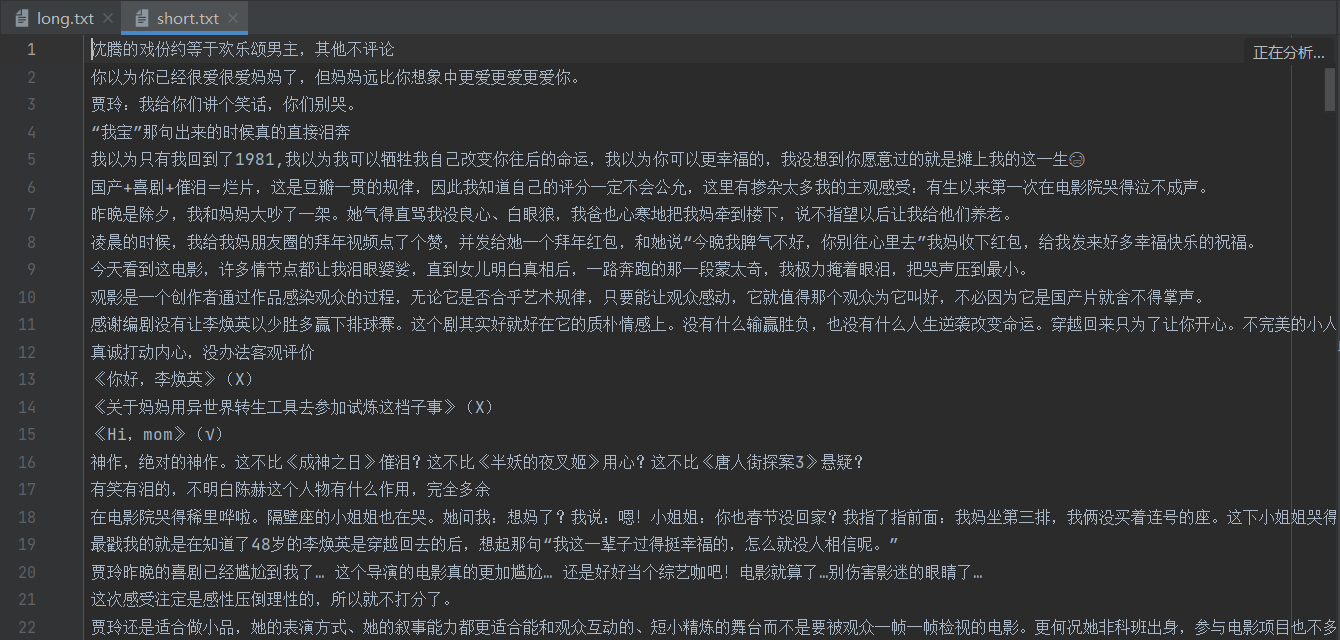 long.txt
short.txt
正在分析...
1 沈腾的戏份约等于欢乐颂男主，其他不评论
2 你以为你已经很爱很爱妈妈了，但妈妈远比你想象中更爱更爱更爱你。
3 贾玲：我给你们讲个笑话，你们别哭。
4 “我宝”那句出来的时候真的直接泪奔
5 我以为只有我回到了1981,我以为我可以牺牲我自己改变你往后的命运，我以为你可以更幸福的，我没想到你愿意过的就是摊上我的这一生😭
6 国产+喜剧+催泪＝烂片，这是豆瓣一贯的规律，因此我知道自己的评分一定不会公允，这里有掺杂太多我的主观感受：有生以来第一次在电影院哭得泣不成声。
7 昨晚是除夕，我和妈妈大吵了一架。她气得直骂我没良心、白眼狼，我爸也心寒地把我妈牵到楼下，说不指望以后让我给他们养老。
8 凌晨的时候，我给我妈朋友圈的拜年视频点了个赞，并发给她一个拜年红包，和她说“今晚我脾气不好，你别往心里去”我妈收下红包，给我发来好多幸福快乐的祝福。
9 今天看到这电影，许多情节点都让我泪眼婆娑，直到女儿明白真相后，一路奔跑的那一段蒙太奇，我极力掩着眼泪，把哭声压到最小。
10 观影是一个创作者通过作品感染观众的过程，无论它是否合乎艺术规律，只要能让观众感动，它就值得那个观众为它叫好，不必因为它是国产片就舍不得掌声。
11 感谢编剧没有让李焕英以少胜多赢下排球赛。这个剧其实好就好在它的质朴情感上。没有什么输赢胜负，也没有什么人生逆袭改变命运。穿越回来只为了让你开心。不完美的小人
12 真诚打动内心，没办法客观评价
13 《你好，李焕英》（X）
14 《关于妈妈用异世界转生工具去参加试炼这档子事》（X）
15 《Hi，mom》（√）
16 神作，绝对的神作。这不比《成神之日》催泪？这不比《半妖的夜叉姬》用心？这不比《唐人街探案3》悬疑？
17 有笑有泪的，不明白陈赫这个人物有什么作用，完全多余
18 在电影院哭得稀里哗啦。隔壁座的小姐姐也在哭。她问我：想妈了？我说：嗯！小姐姐：你也春节没回家？我指了指前面：我妈坐第三排，我俩没买着连号的座。这下小姐姐哭得
19 最戳我的就是在知道了48岁的李焕英是穿越回去的后，想起那句“我这一辈子过得挺幸福的，怎么就没人相信呢。”
20 贾玲昨晚的喜剧已经尴尬到我了… 这个导演的电影真的更加尴尬… 还是好好当个综艺咖吧！电影就算了…别伤害影迷的眼睛了…
21 这次感受注定是感性压倒理性的，所以就不打分了。
22 贾玲还是适合做小品，她的表演方式、她的叙事能力都更适合能和观众互动的、短小精炼的舞台而不是要被观众一帧一帧检视的电影。更何况她非科班出身，参与电影项目也不多